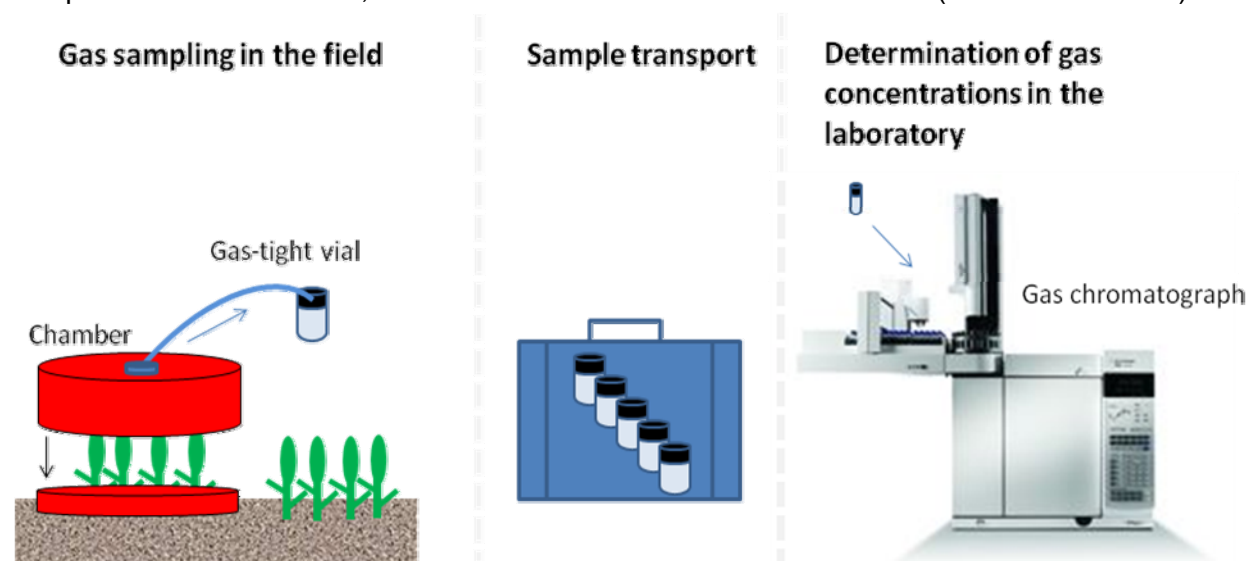 Gas sampling in the field
Sample transport
Determination of gas
concentrations in the
laboratory
Gas-tight vial
Chamber
Gas chromatograph